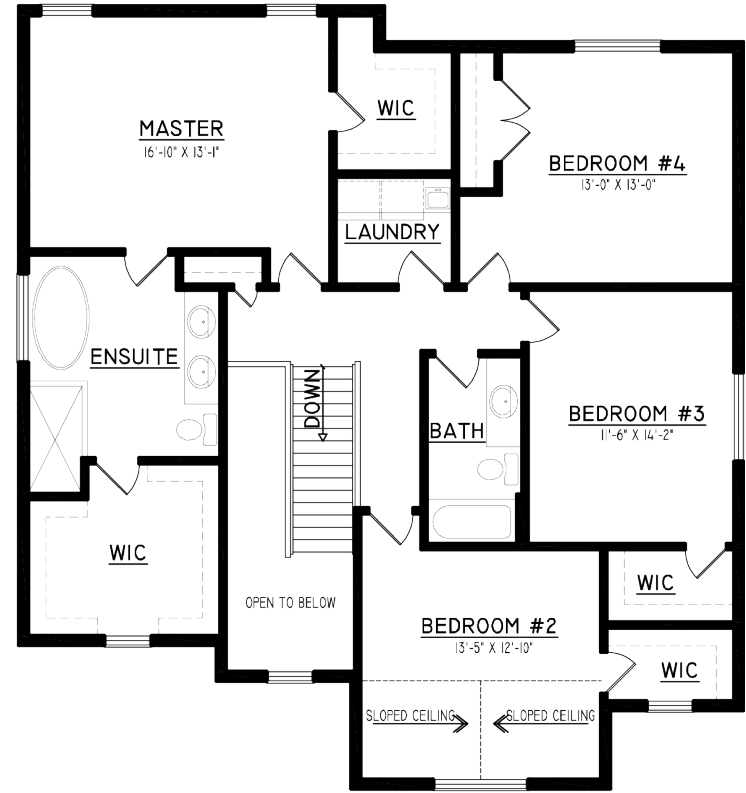 MASTER
16'-10" X 13'-1"
WIC
BEDROOM #4
13'-0" X 13'-0"
LAUNDRY
ENSUITE
DOWN
BATH
BEDROOM #3
11'-6" X 14'-2"
WIC
WIC
OPEN TO BELOW
BEDROOM #2
13'-5" X 12'-10"
WIC
SLOPED CEILING
SLOPED CEILING